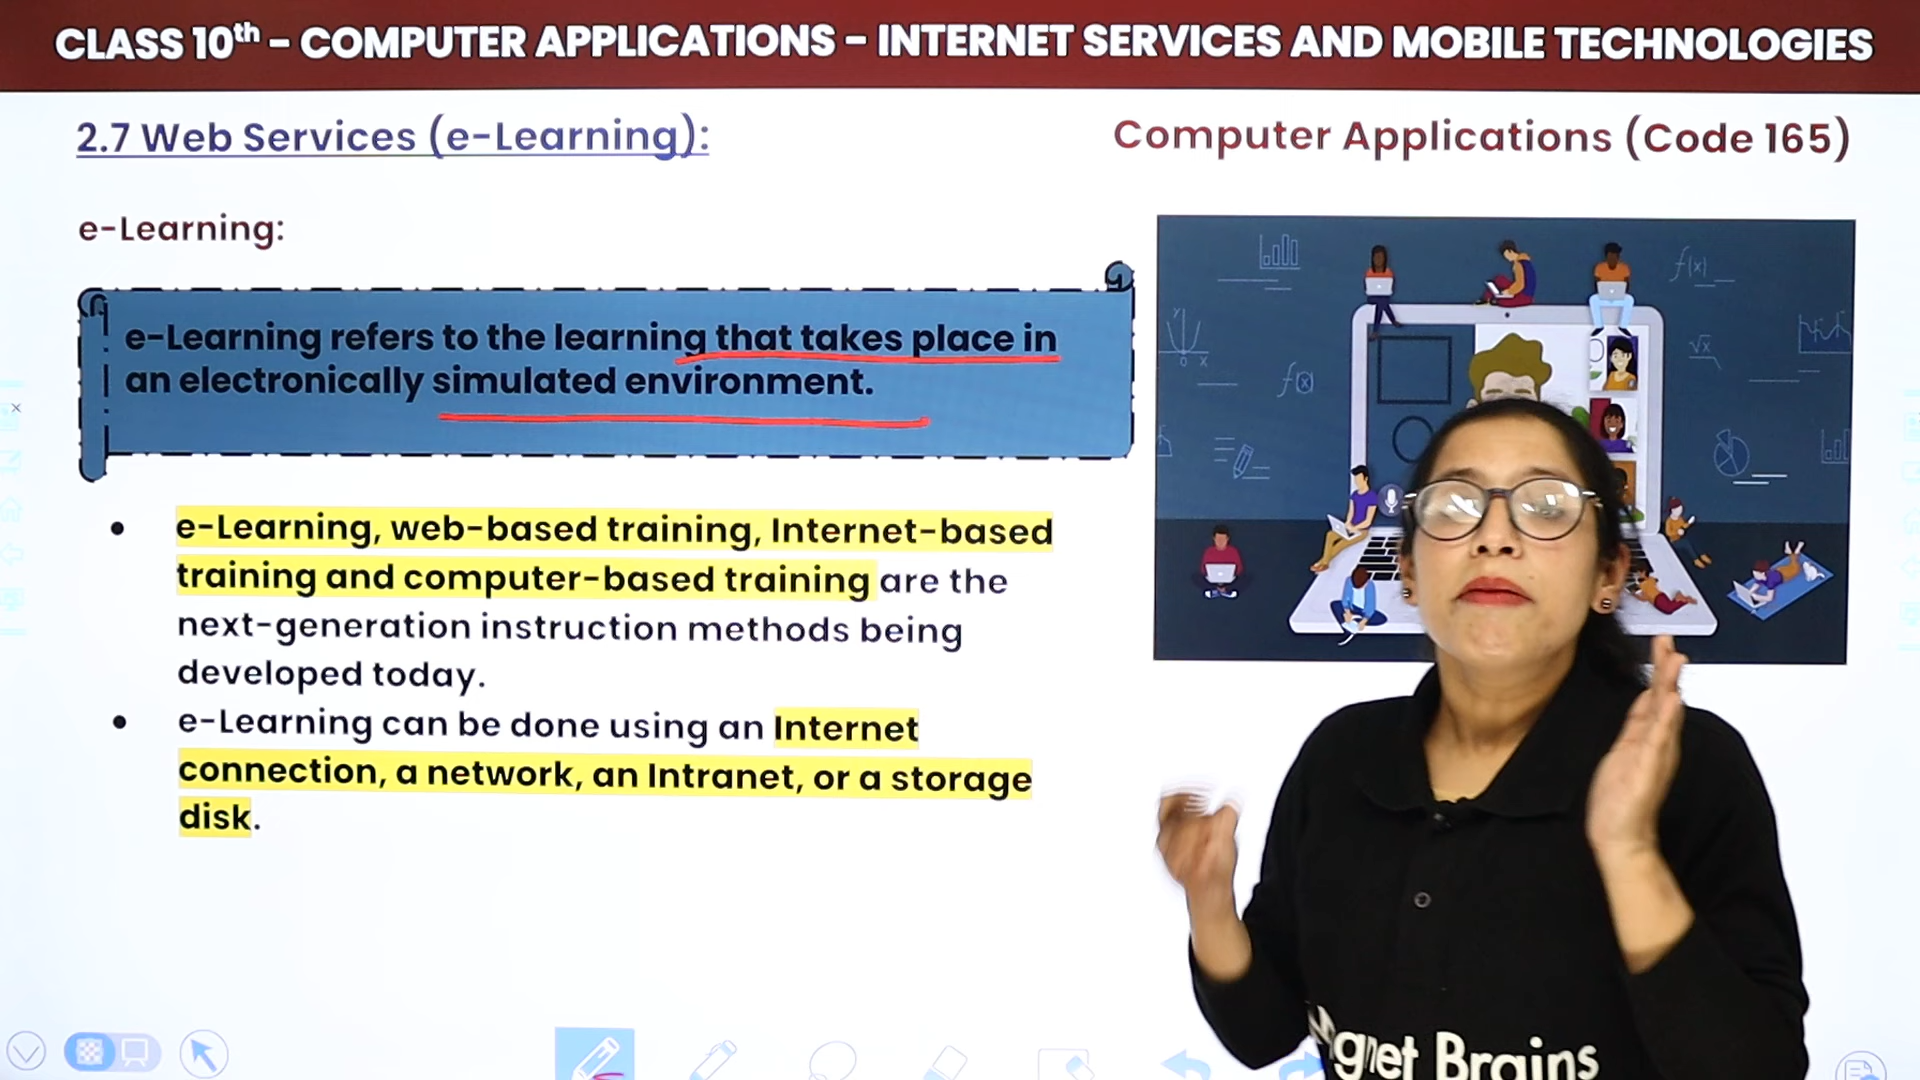 CLASS 10th - COMPUTER APPLICATIONS - INTERNET SERVICES AND MOBILE TECHNOLOGIES
2.7 Web Services (e-Learning):
Computer Applications (Code 165)
e-Learning:
e-Learning refers to the learning that takes place in
an electronically simulated environment.
• e-Learning, web-based training, Internet-based
training and computer-based training are the
next-generation instruction methods being
developed today.
• e-Learning can be done using an Internet
connection, a network, an Intranet, or a storage
disk.
f(x)
√x
f(x)
y
0 x
gnet Brains